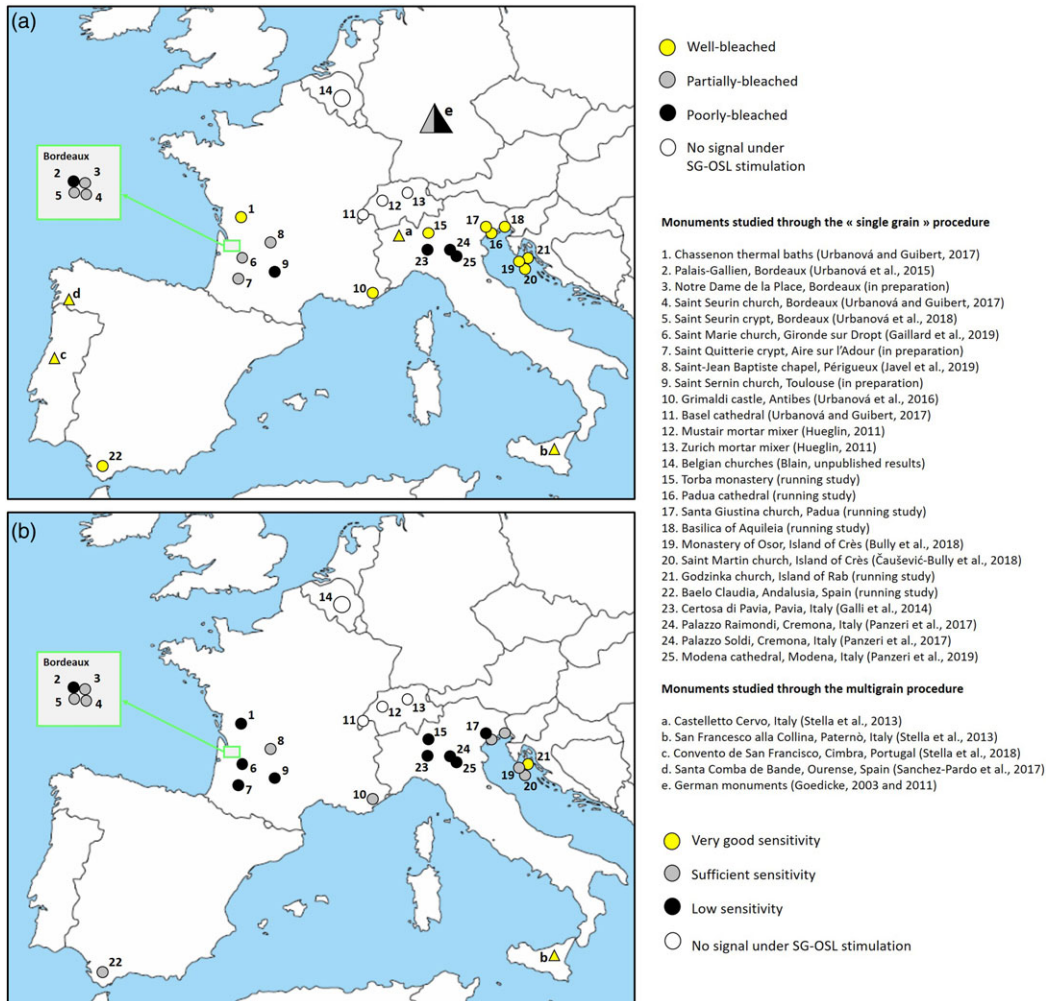 (a)
14
e
Bordeaux
2
3
5
4
1
8
6
9
7
10
11
12
13
a
15
17
18
16
23
24
25
21
19
20
d
c
22
b
Well-bleached
Partially-bleached
Poorly-bleached
No signal under
SG-OSL stimulation
Monuments studied through the « single grain » procedure
1. Chassenon thermal baths (Urbanová and Guibert, 2017)
2. Palais-Gallien, Bordeaux (Urbanová et al., 2015)
3. Notre Dame de la Place, Bordeaux (in preparation)
4. Saint Seurin church, Bordeaux (Urbanová and Guibert, 2017)
5. Saint Seurin crypt, Bordeaux (Urbanová et al., 2018)
6. Saint Marie church, Gironde sur Dropt (Gaillard et al., 2019)
7. Saint Quitterie crypt, Aire sur l'Adour (in preparation)
8. Saint-Jean Baptiste chapel, Périgueux (Javel et al., 2019)
9. Saint Sernin church, Toulouse (in preparation)
10. Grimaldi castle, Antibes (Urbanová et al., 2016)
11. Basel cathedral (Urbanová and Guibert, 2017)
12. Mustair mortar mixer (Hueglin, 2011)
13. Zurich mortar mixer (Hueglin, 2011)
14. Belgian churches (Blain, unpublished results)
15. Torba monastery (running study)
16. Padua cathedral (running study)
17. Santa Giustina church, Padua (running study)
18. Basilica of Aquileia (running study)
19. Monastery of Osor, Island of Crès (Bully et al., 2018)
20. Saint Martin church, Island of Crès (Čaušević-Bully et al., 2018)
21. Godzinka church, Island of Rab (running study)
22. Baelo Claudia, Andalusia, Spain (running study)
23. Certosa di Pavia, Pavia, Italy (Galli et al., 2014)
24. Palazzo Raimondi, Cremona, Italy (Panzeri et al., 2017)
24. Palazzo Soldi, Cremona, Italy (Panzeri et al., 2017)
25. Modena cathedral, Modena, Italy (Panzeri et al., 2019)
Monuments studied through the multigrain procedure
a. Castelletto Cervo, Italy (Stella et al., 2013)
b. San Francesco alla Collina, Paternò, Italy (Stella et al., 2013)
c. Convento de San Francisco, Cimbra, Portugal (Stella et al., 2018)
d. Santa Comba de Bande, Ourense, Spain (Sanchez-Pardo et al., 2017)
e. German monuments (Goedicke, 2003 and 2011)
(b)
14
Bordeaux
2
3
5
4
1
8
6
9
7
10
11
12
13
15
17
23
24
25
21
19
20
22
b
Very good sensitivity
Sufficient sensitivity
Low sensitivity
No signal under SG-OSL stimulation